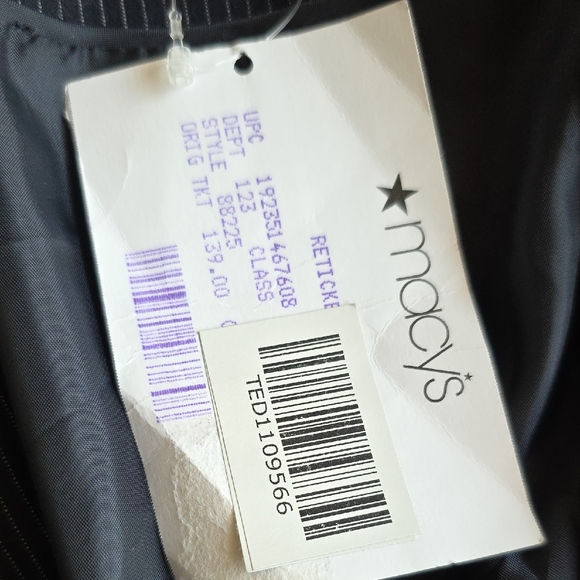 ★macy's
RETICKE
UPC 192351467608
DEPT 123 CLASS
STYLE 88225
ORIG TKT 139.00
TED1109566